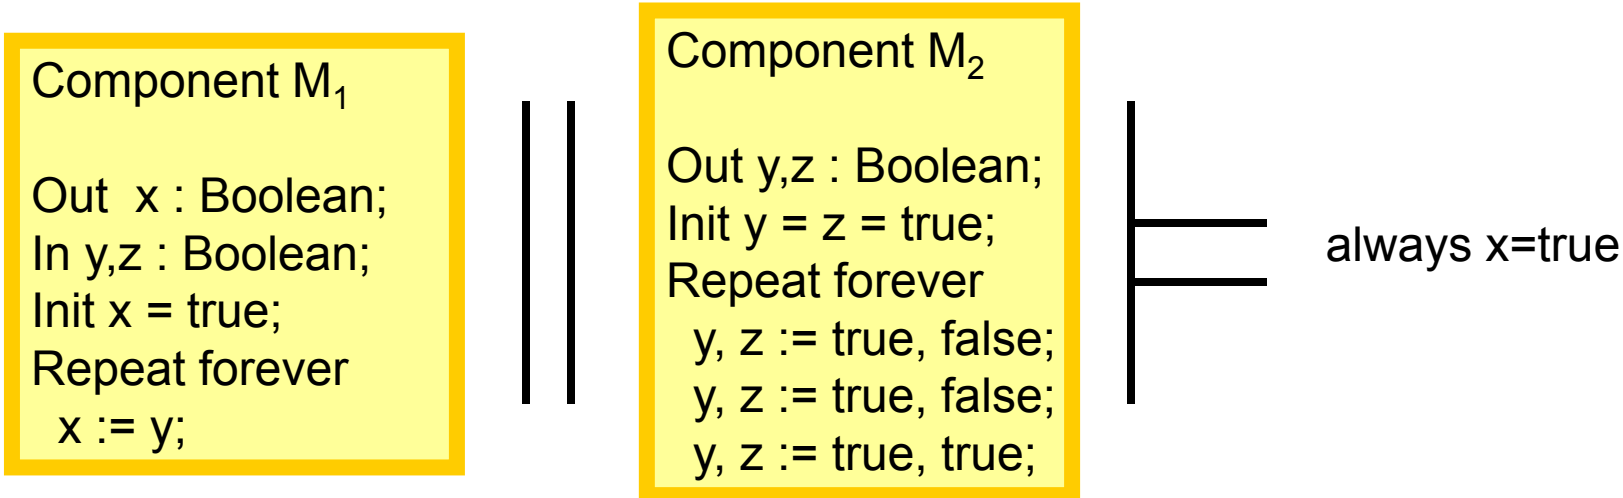 Component M₁
Out x : Boolean;
In y,z : Boolean;
Init x = true;
Repeat forever
x := y;
Component M₂
Out y,z : Boolean;
Init y = z = true;
Repeat forever
y, z := true, false;
y, z := true, false;
y, z := true, true;
always x=true